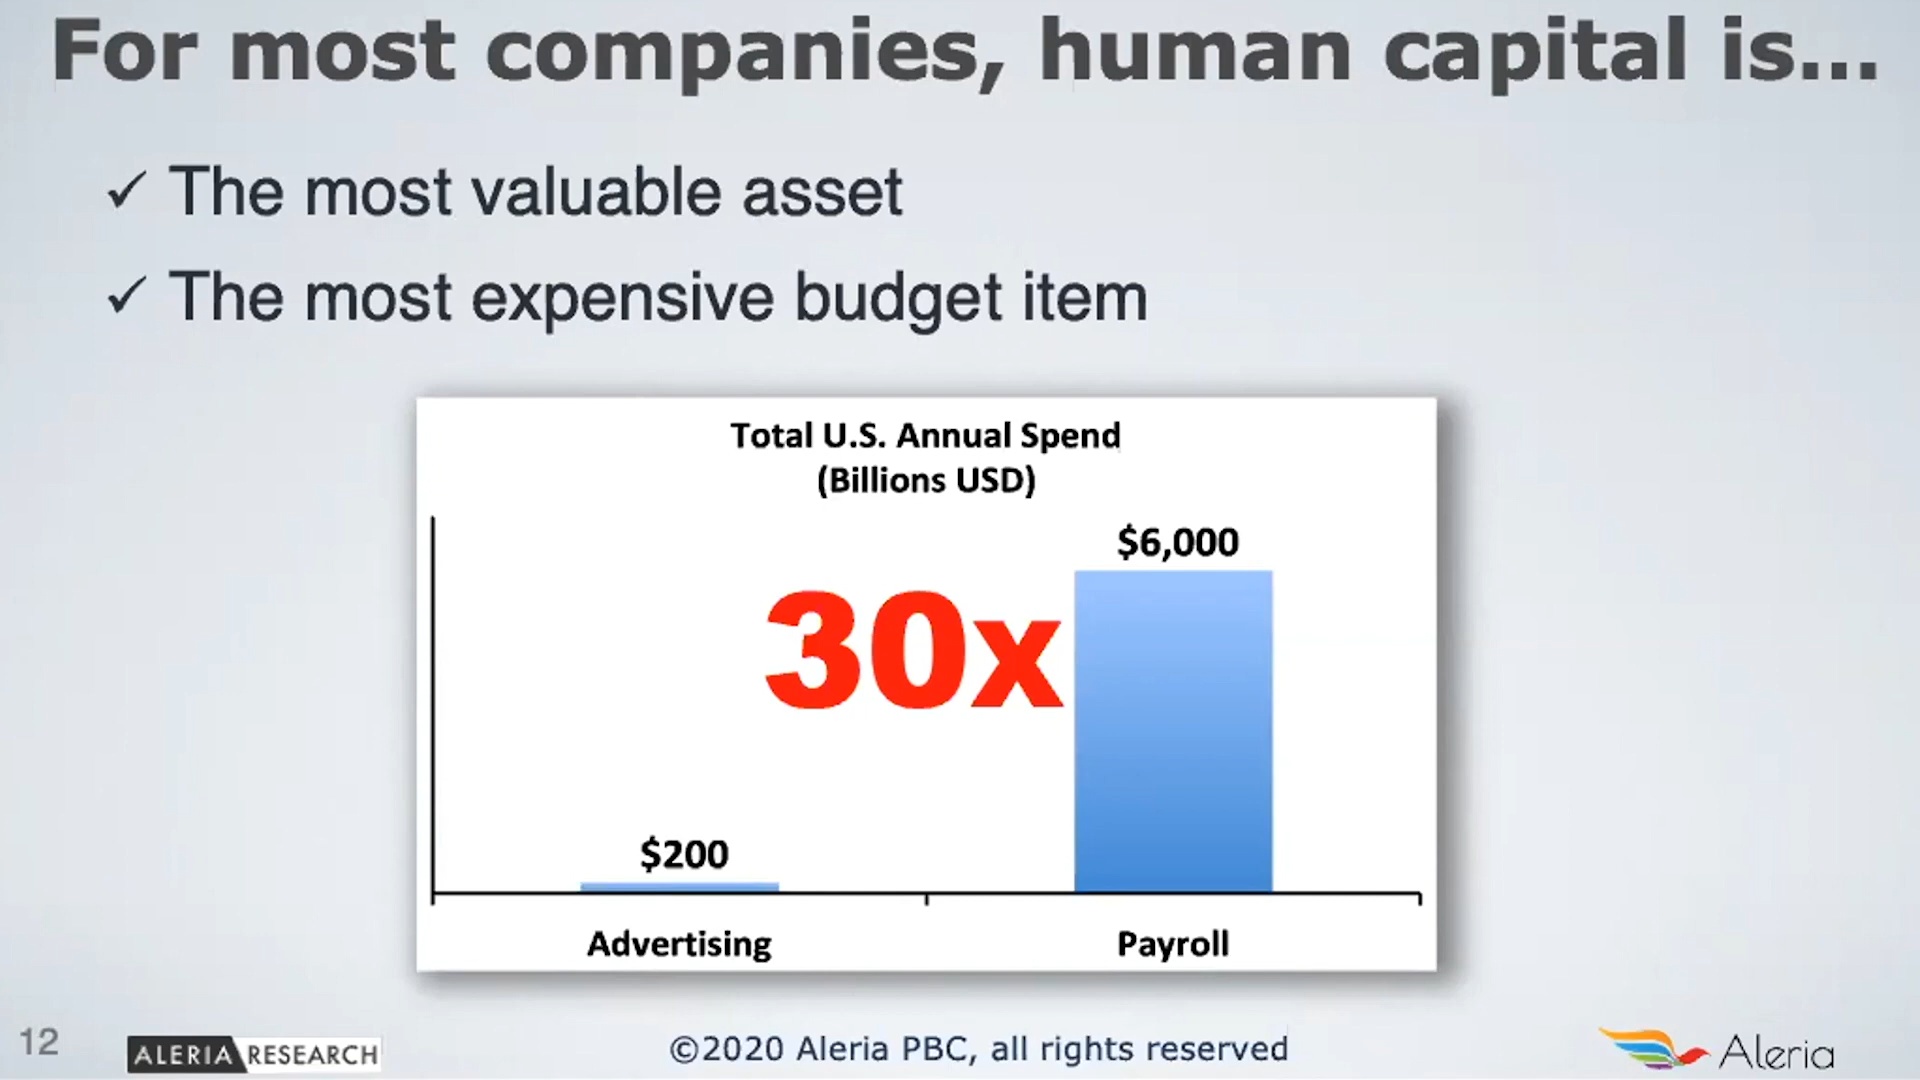 For most companies, human capital is...
✓ The most valuable asset
✓ The most expensive budget item
Total U.S. Annual Spend
(Billions USD)
$6,000
30x
$200
Advertising
Payroll
12
ALERIA RESEARCH
©2020 Aleria PBC, all rights reserved
Aleria